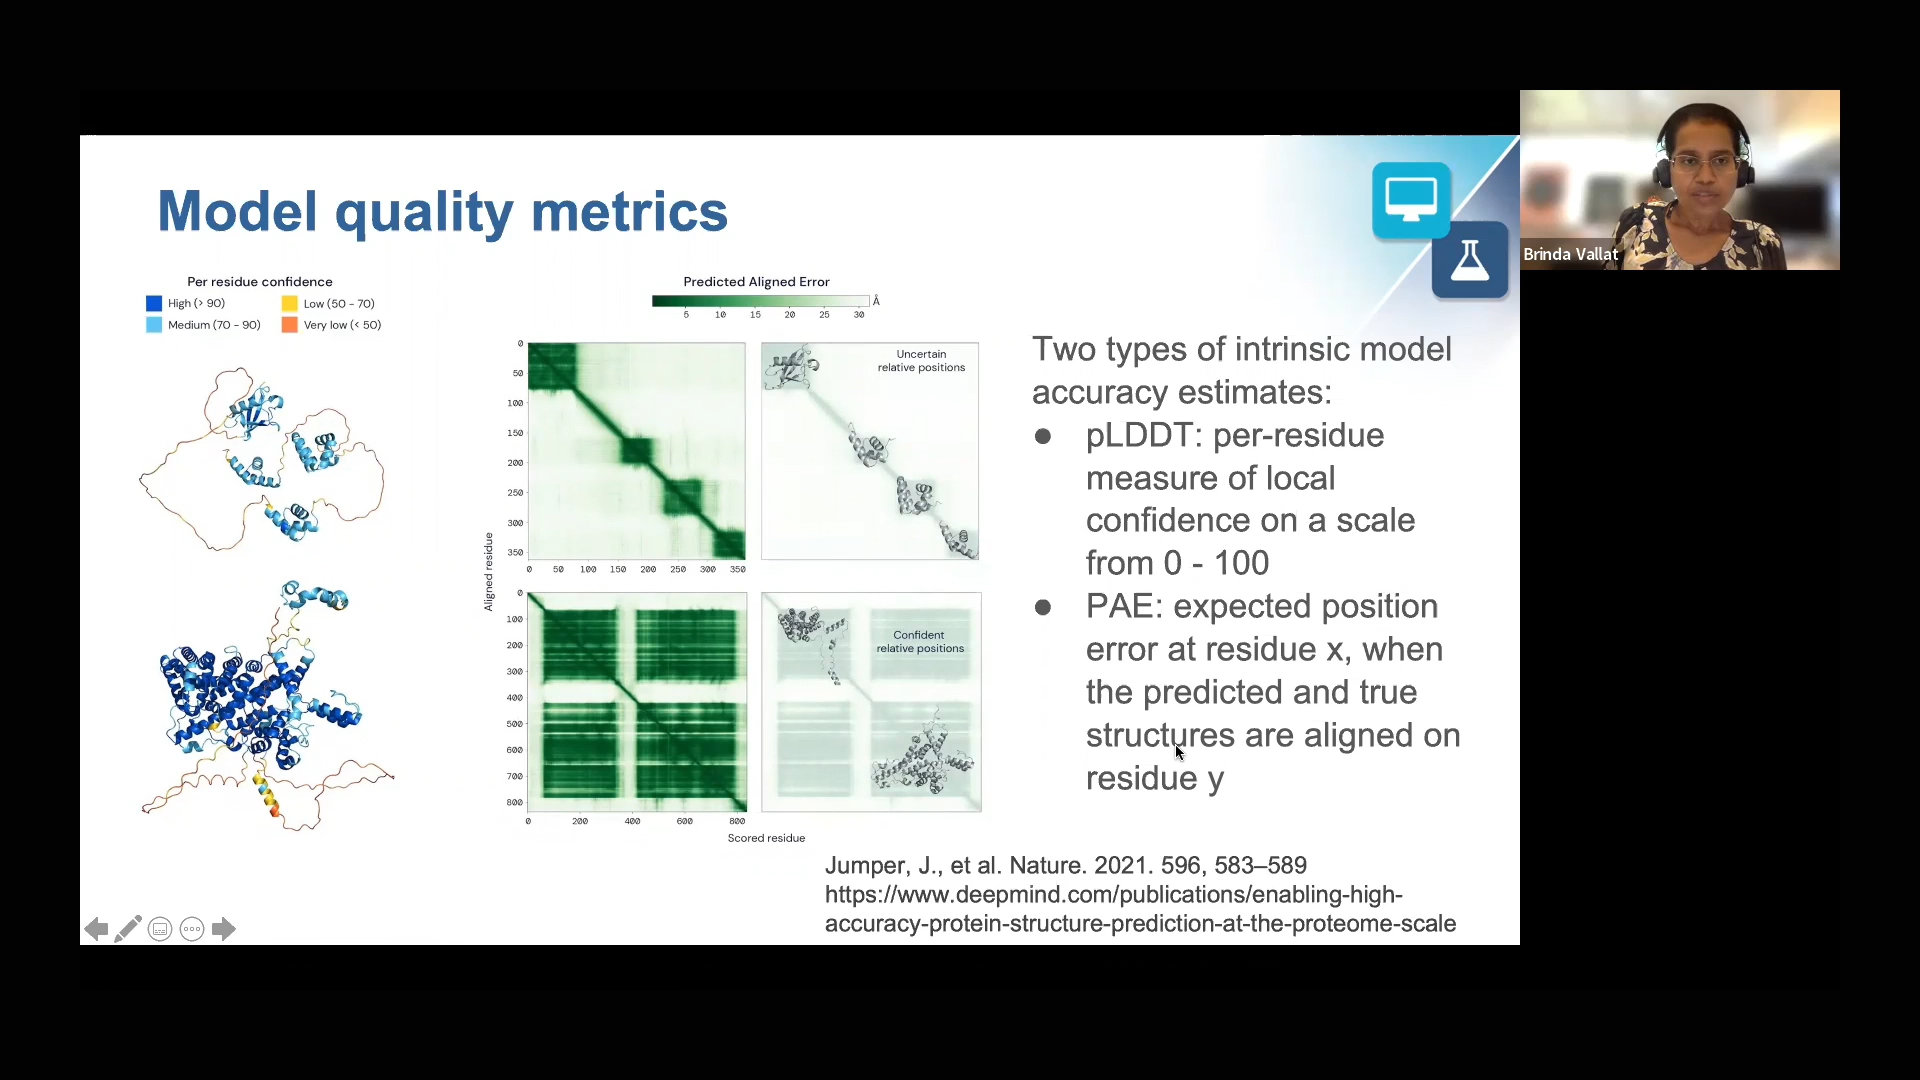 Model quality metrics
Per residue confidence
High (> 90)
Low (50 - 70)
Medium (70 - 90)
Very low (< 50)
Predicted Aligned Error
Å
5 10 15 20 25 30
0
50
100
150
200
250
300
350
0 50 100 150 200 250 300 350
Uncertain
relative positions
Aligned residue
0
100
200
300
400
500
600
700
800
0 200 400 600 800
Confident
relative positions
Scored residue
Two types of intrinsic model
accuracy estimates:
● pLDDT: per-residue
measure of local
confidence on a scale
from 0 - 100
● PAE: expected position
error at residue x, when
the predicted and true
structures are aligned on
residue y
Jumper, J., et al. Nature. 2021. 596, 583–589
https://www.deepmind.com/publications/enabling-high-
accuracy-protein-structure-prediction-at-the-proteome-scale
Brinda Vallat